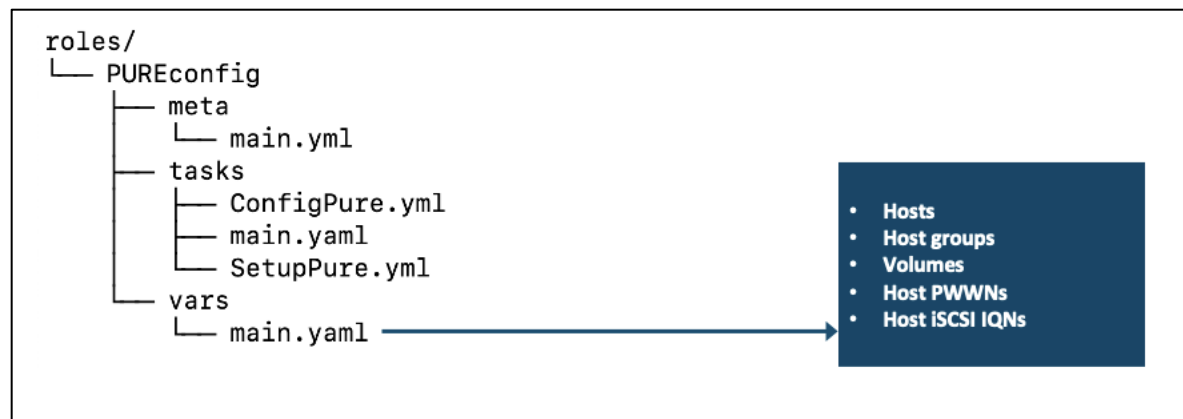 roles/
└── PUREconfig
├── meta
│ └── main.yml
├── tasks
│ ├── ConfigPure.yml
│ ├── main.yaml
│ └── SetupPure.yml
└── vars
└── main.yaml
• Hosts
• Host groups
• Volumes
• Host PWWNs
• Host iSCSI IQNs